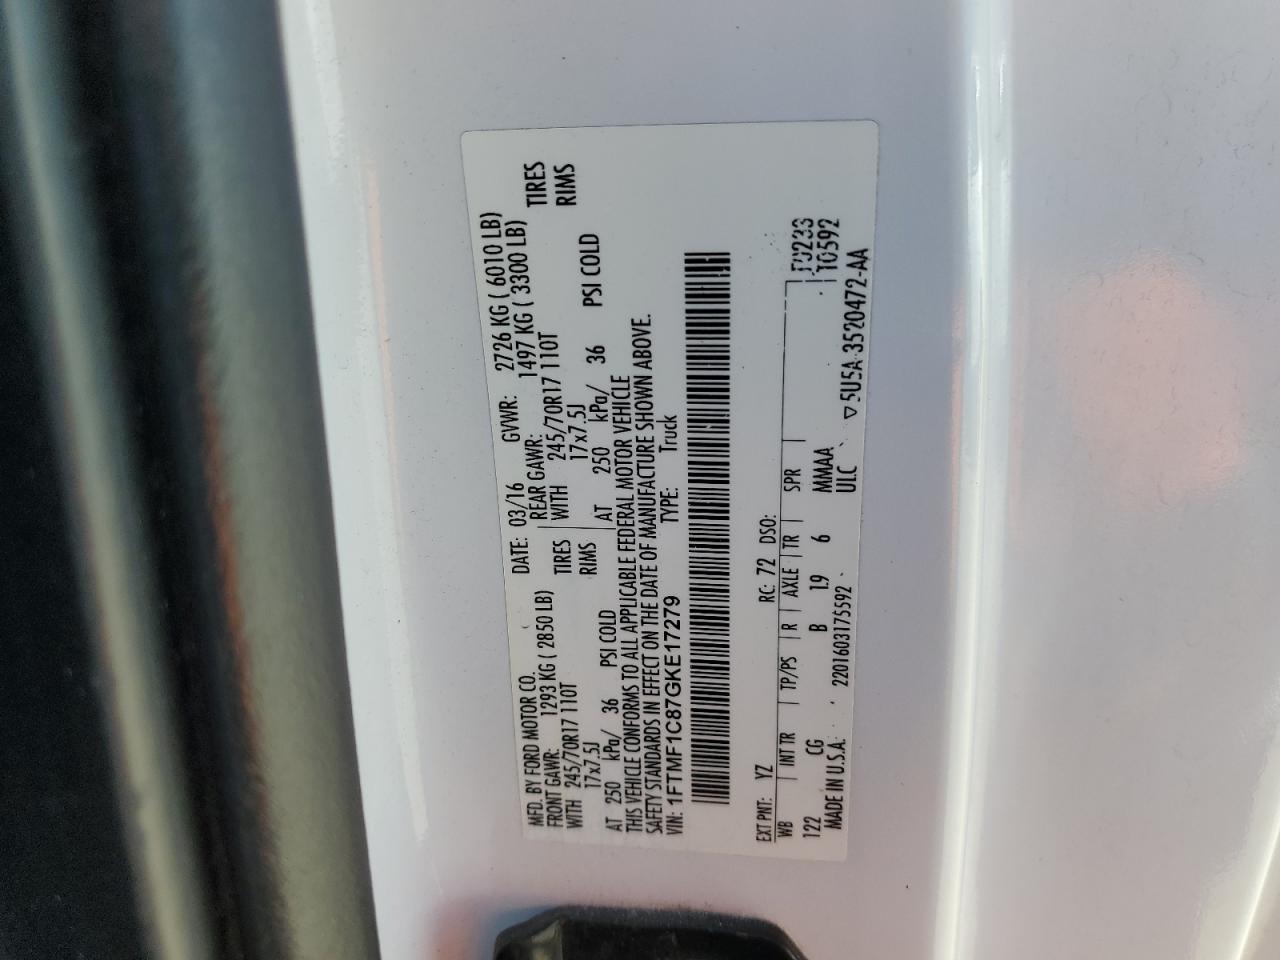 MFD. BY FORD MOTOR CO. DATE: 03/16 GVWR: 2726 KG ( 6010 LB)
FRONT GAWR: 1293 KG ( 2850 LB) REAR GAWR: 1497 KG ( 3300 LB)
WITH 245/70R17 110T TIRES WITH 245/70R17 110T TIRES
17x7.5J RIMS 17x7.5J RIMS
AT 250 kPa/ 36 PSI COLD AT 250 kPa/ 36 PSI COLD
THIS VEHICLE CONFORMS TO ALL APPLICABLE FEDERAL MOTOR VEHICLE
SAFETY STANDARDS IN EFFECT ON THE DATE OF MANUFACTURE SHOWN ABOVE.
VIN: 1FTMF1C87GKE17279 TYPE: Truck
EXT PNT: YZ RC: 72 DSO:
WB INT TR TP/PS R AXLE TR SPR T0233
122 CG B 19 6 MMAA T0592
MADE IN U.S.A. 2201603175592 ULC ▽5U5A-3520472-AA